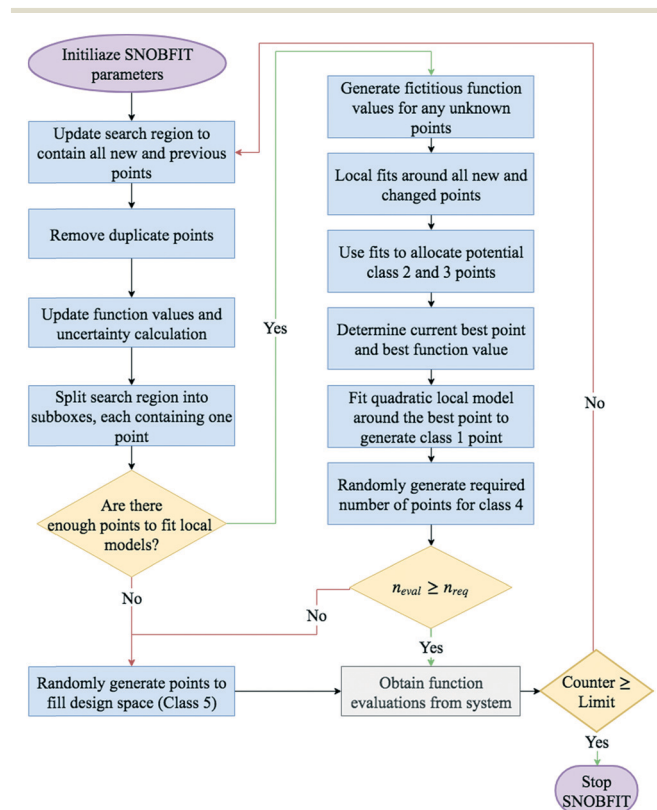 Initiliaze SNOBFIT
parameters
Update search region to
contain all new and previous
points
Remove duplicate points
Update function values and
uncertainty calculation
Split search region into
subboxes, each containing one
point
Are there
enough points to fit local
models?
Yes
No
Generate fictitious function
values for any unknown
points
Local fits around all new and
changed points
Use fits to allocate potential
class 2 and 3 points
Determine current best point
and best function value
Fit quadratic local model
around the best point to
generate class 1 point
Randomly generate required
number of points for class 4
n_eval ≥ n_req
No
Yes
Randomly generate points to
fill design space (Class 5)
Obtain function
evaluations from system
Counter ≥
Limit
No
Yes
Stop
SNOBFIT